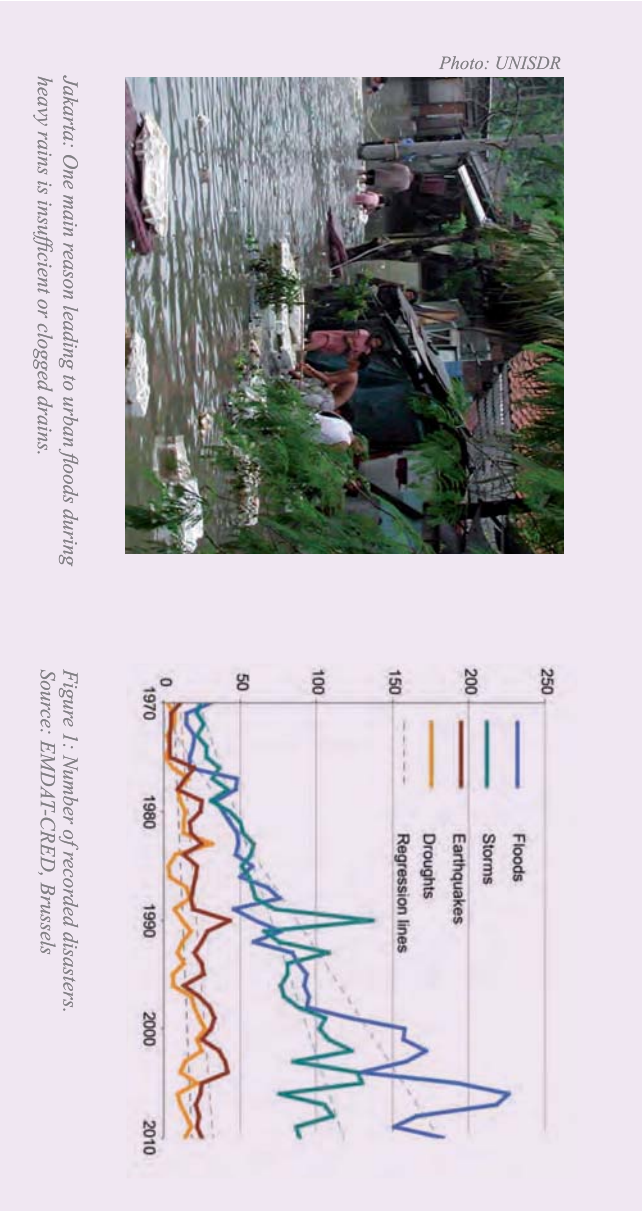 Photo: UNISDR
Jakarta: One main reason leading to urban floods during
heavy rains is insufficient or clogged drains.
250
200
150
100
50
0
1970
1980
1990
2000
2010
Floods
Storms
Earthquakes
Droughts
Regression lines
Figure 1: Number of recorded disasters.
Source: EMDAT-CRED, Brussels